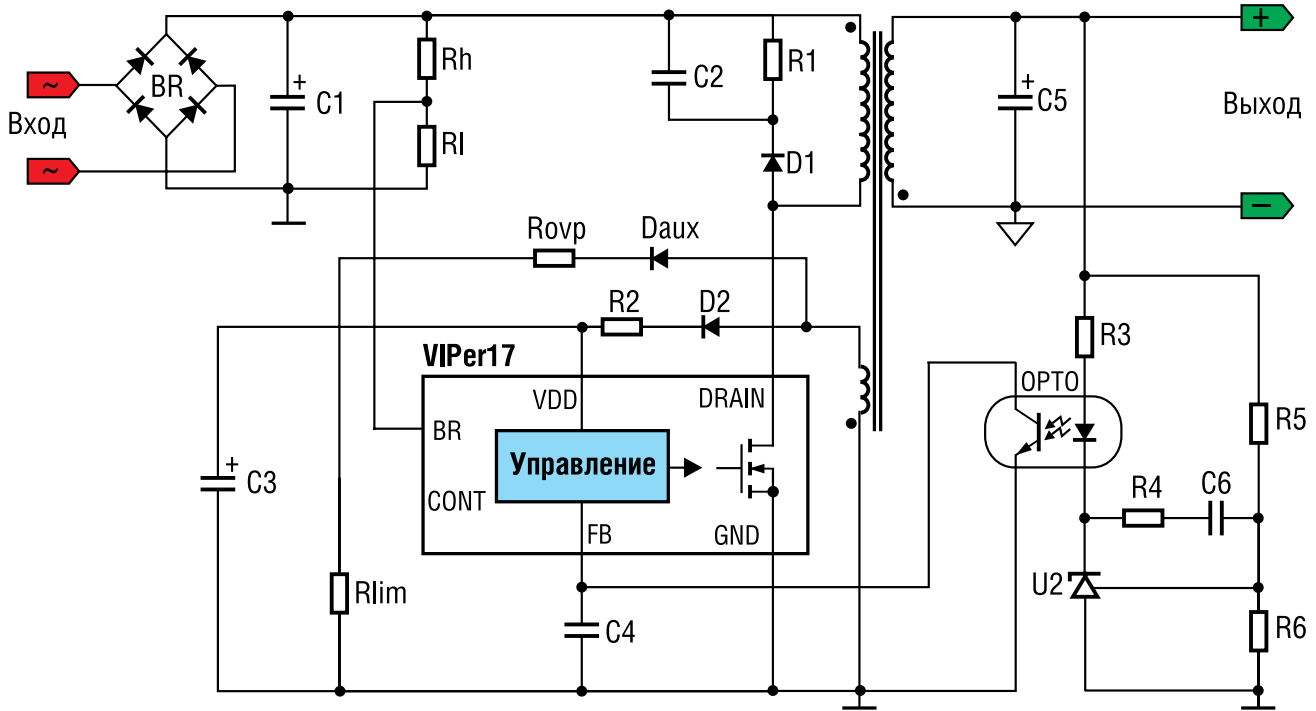 +
~
BR
Вход
~
+
C1
Rh
Rl
C2
R1
D1
+
C5
Выход
−
Rovp
Daux
R2
D2
VIPer17
VDD
DRAIN
BR
Управление
CONT
FB
GND
+
C3
Rlim
C4
OPTO
R3
R5
R4
C6
U2
R6